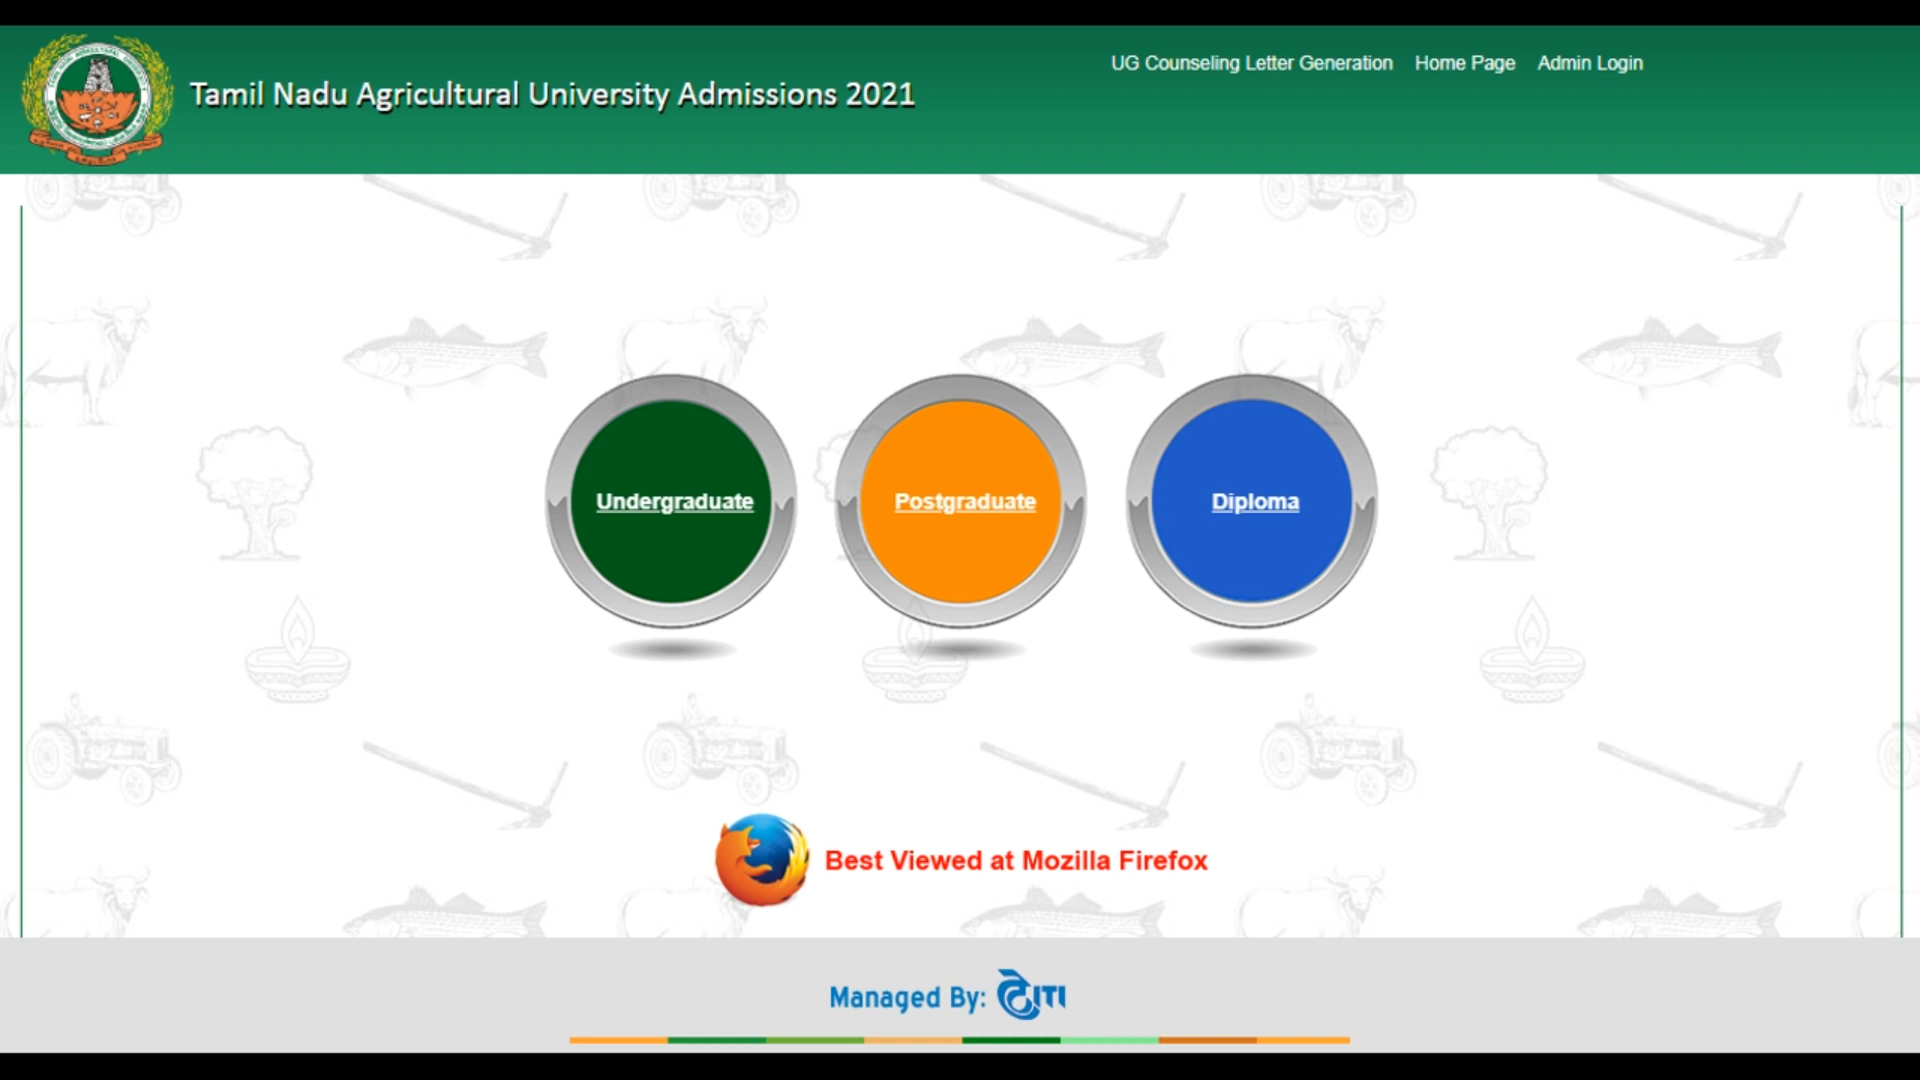 Tamil Nadu Agricultural University Admissions 2021
UG Counseling Letter Generation Home Page Admin Login
Undergraduate Postgraduate Diploma
Best Viewed at Mozilla Firefox
Managed By: ITI